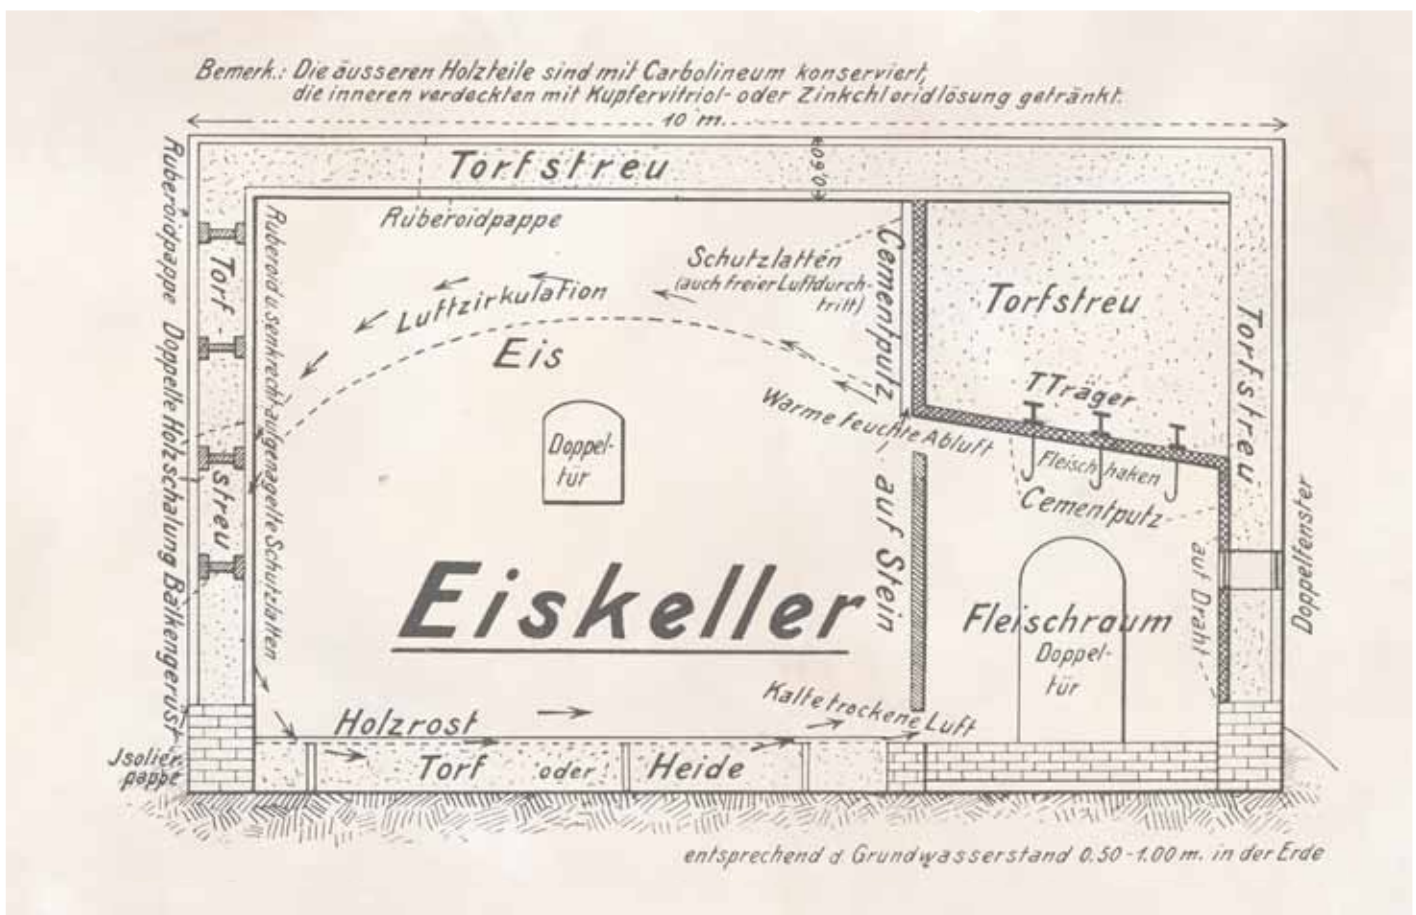 Bemerk.: Die äusseren Holzteile sind mit Carbolineum konserviert,
die inneren verdeckten mit Kupfervitriol- oder Zinkchloridlösung getränkt.
10 m.
Torfstreu
0,60
Ruberoidpappe
Ruberoidpappe Doppelte Holzschalung Balkengerüst
Torf-
streu
Ruberoid u. senkrecht aufgenagelte Schutzlatten
Schutzlatten
(auch freier Luftdurch-
tritt)
Luftzirkulation
Eis
Cementputz
auf Stein
Torfstreu
Torfstreu
TTräger
Warme feuchte Abluft
Fleischhaken
Cementputz
auf Draht
Doppel-
tür
Doppelfenster
Eiskeller
Fleischraum
Doppel-
tür
Kalte trockene Luft
Holzrost
Torf oder Heide
Isolier-
pappe
entsprechend d. Grundwasserstand 0.50-1.00 m. in der Erde